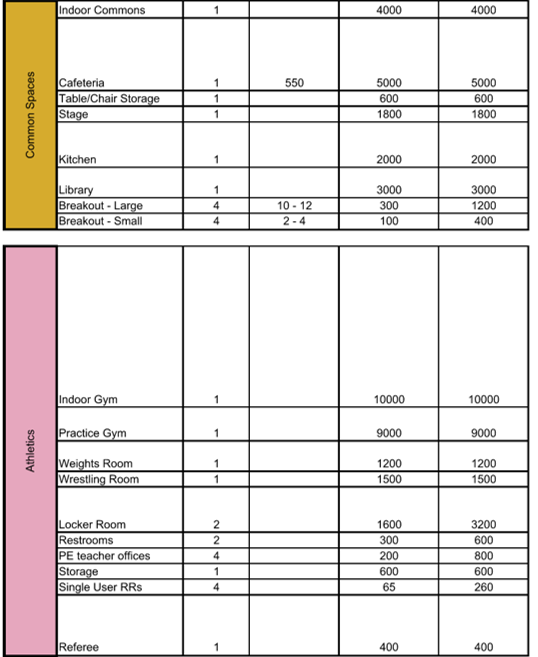 Common Spaces
Indoor Commons 1 4000 4000
Cafeteria 1 550 5000 5000
Table/Chair Storage 1 600 600
Stage 1 1800 1800
Kitchen 1 2000 2000
Library 1 3000 3000
Breakout - Large 4 10 - 12 300 1200
Breakout - Small 4 2 - 4 100 400
Athletics
Indoor Gym 1 10000 10000
Practice Gym 1 9000 9000
Weights Room 1 1200 1200
Wrestling Room 1 1500 1500
Locker Room 2 1600 3200
Restrooms 2 300 600
PE teacher offices 4 200 800
Storage 1 600 600
Single User RRs 4 65 260
Referee 1 400 400